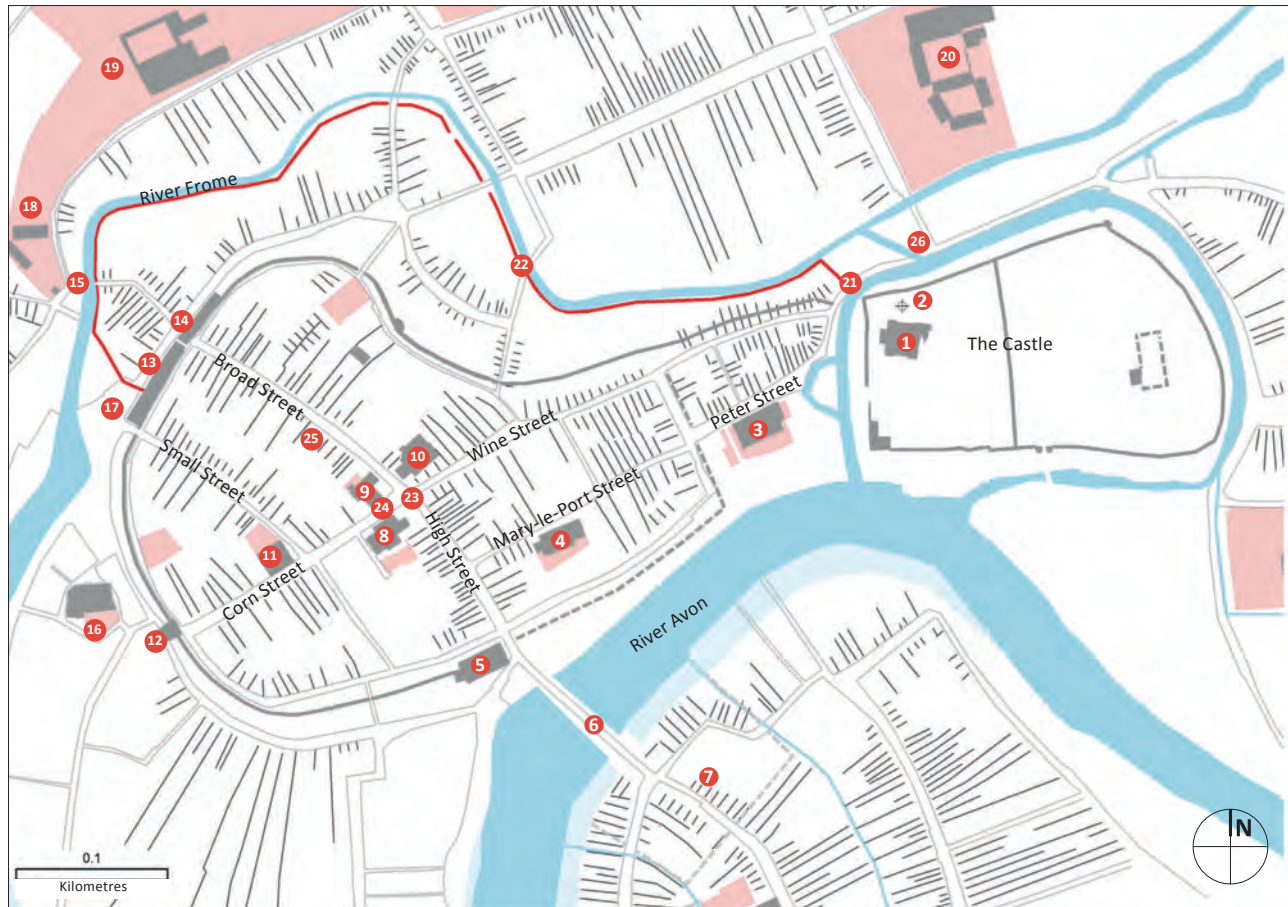 19
20
River Frome
18
26
22
21
15
2
14
1
The Castle
13
Broad Street
17
Peter Street
3
25
Wine Street
10
Small Street
9
23
24
Mary-le-Port Street
High Street
8
4
11
Corn Street
River Avon
16
12
5
6
7
N
0.1
Kilometres